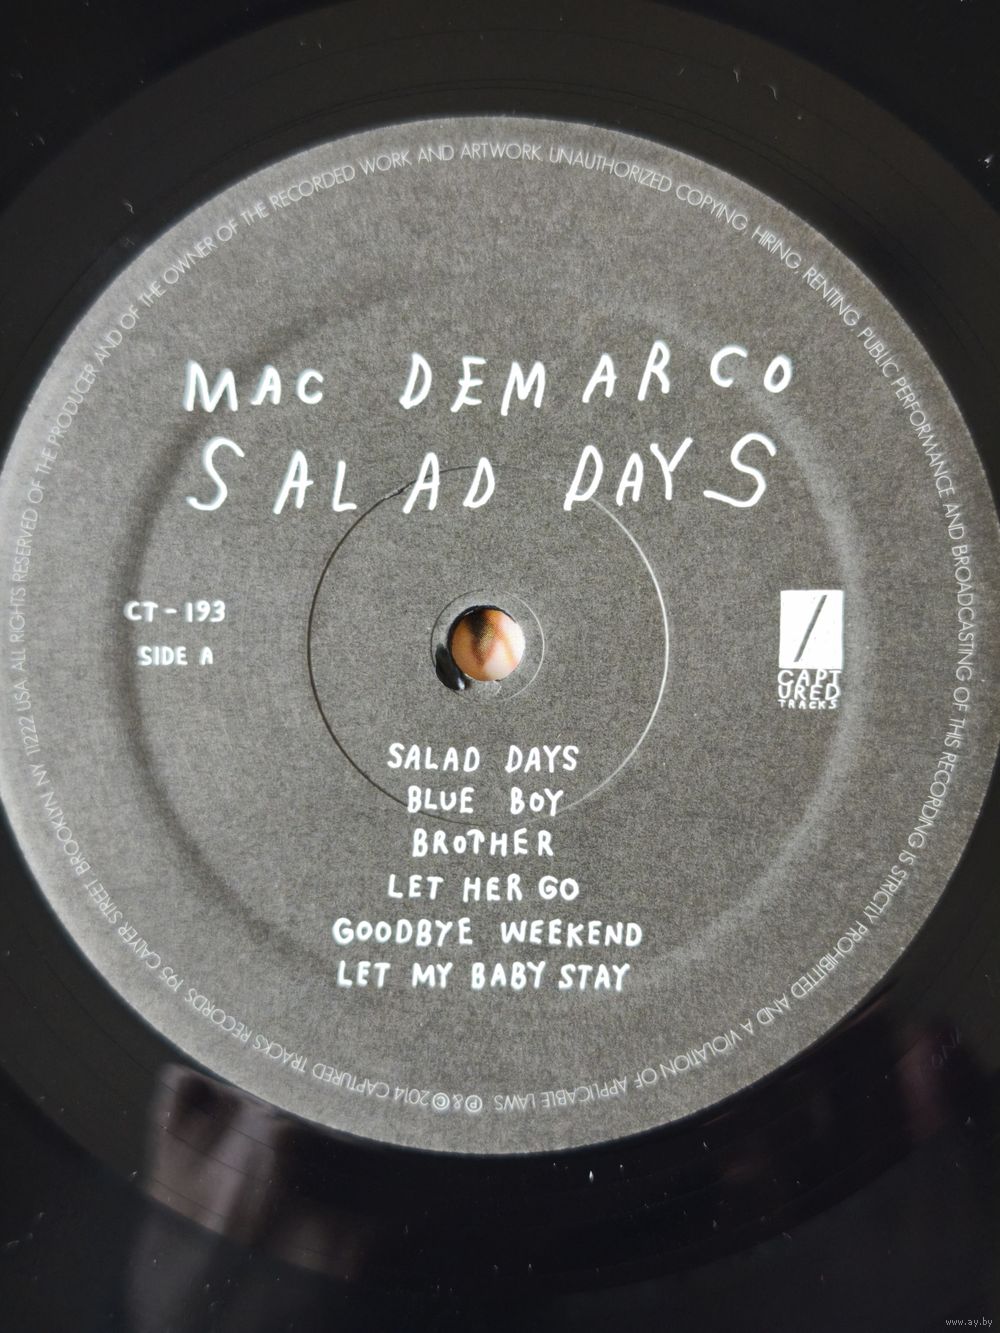 MAC DEMARCO
SALAD DAYS
CT-193
SIDE A
CAPT
URED
TRACKS
SALAD DAYS
BLUE BOY
BROTHER
LET HER GO
GOODBYE WEEKEND
LET MY BABY STAY
℗&©2014 CAPTURED TRACKS RECORDS 195 CALYER STREET BROOKLYN NY 11222 USA. ALL RIGHTS RESERVED OF THE PRODUCER AND OF THE OWNER OF THE RECORDED WORK AND ARTWORK. UNAUTHORIZED COPYING, HIRING, RENTING, PUBLIC PERFORMANCE AND BROADCASTING OF THIS RECORDING IS STRICTLY PROHIBITED AND A VIOLATION OF APPLICABLE LAWS
www.ay.by